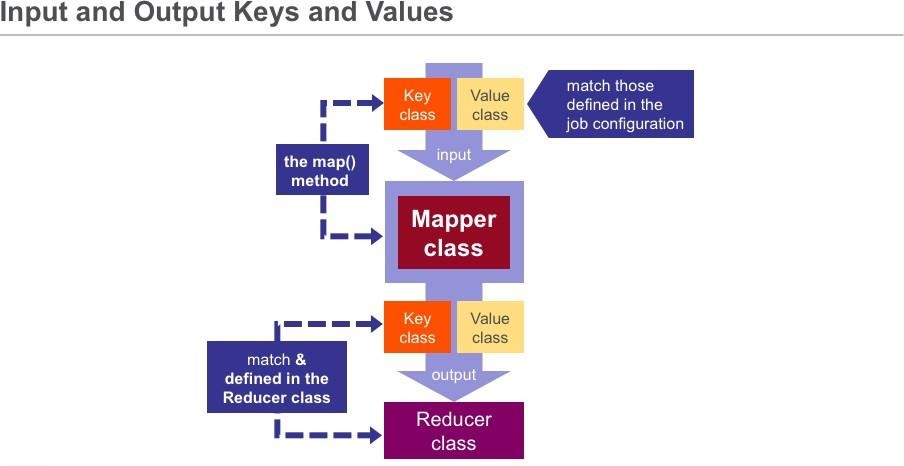 Input and Output Keys and Values
Key
class
Value
class
match those
defined in the
job configuration
input
the map()
method
Mapper
class
Key
class
Value
class
match &
defined in the
Reducer class
output
Reducer
class